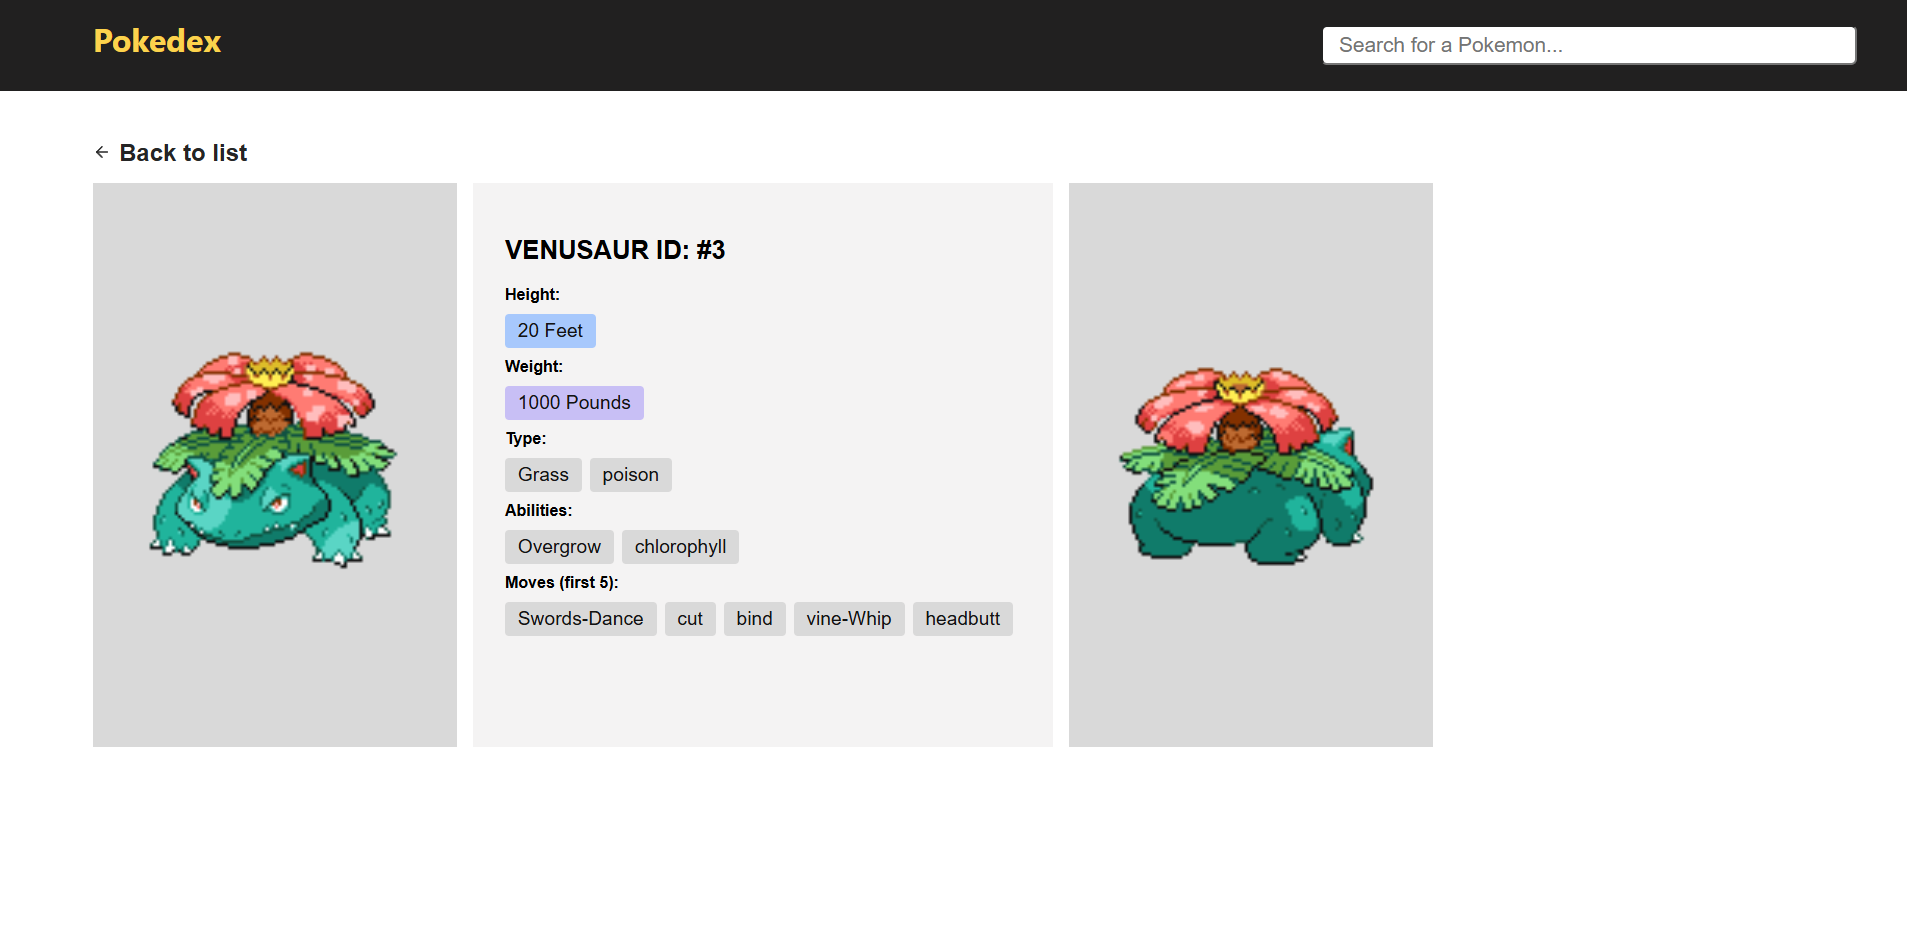 Pokedex
Search for a Pokemon...
← Back to list
VENUSAUR ID: #3
Height:
20 Feet
Weight:
1000 Pounds
Type:
Grass poison
Abilities:
Overgrow chlorophyll
Moves (first 5):
Swords-Dance cut bind vine-Whip headbutt